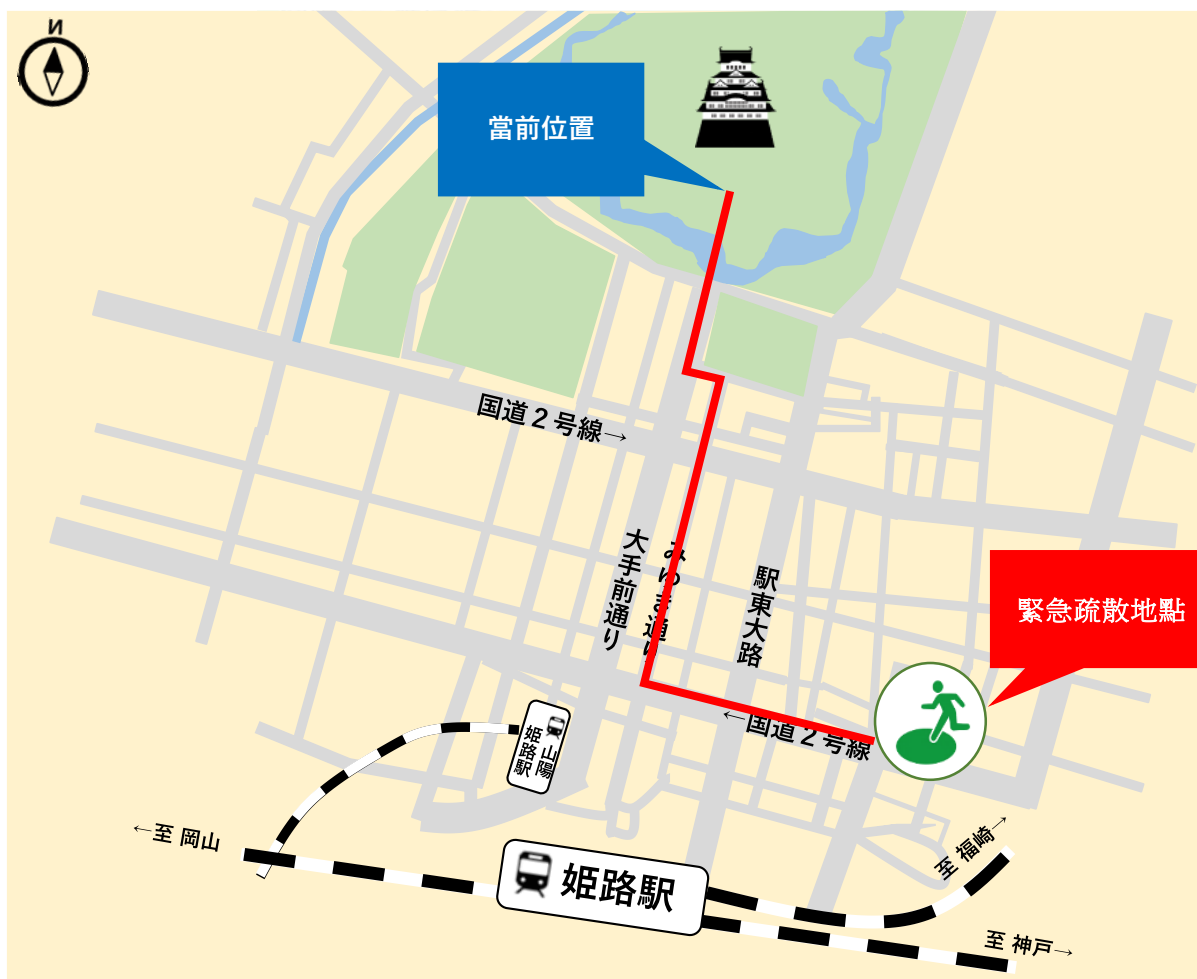 N
當前位置
国道２号線→
大手前通り
みゆき通り
駅東大路
緊急疏散地點
←国道２号線
山陽
姫路駅
←至 岡山
姫路駅
至 福崎→
至 神戸→